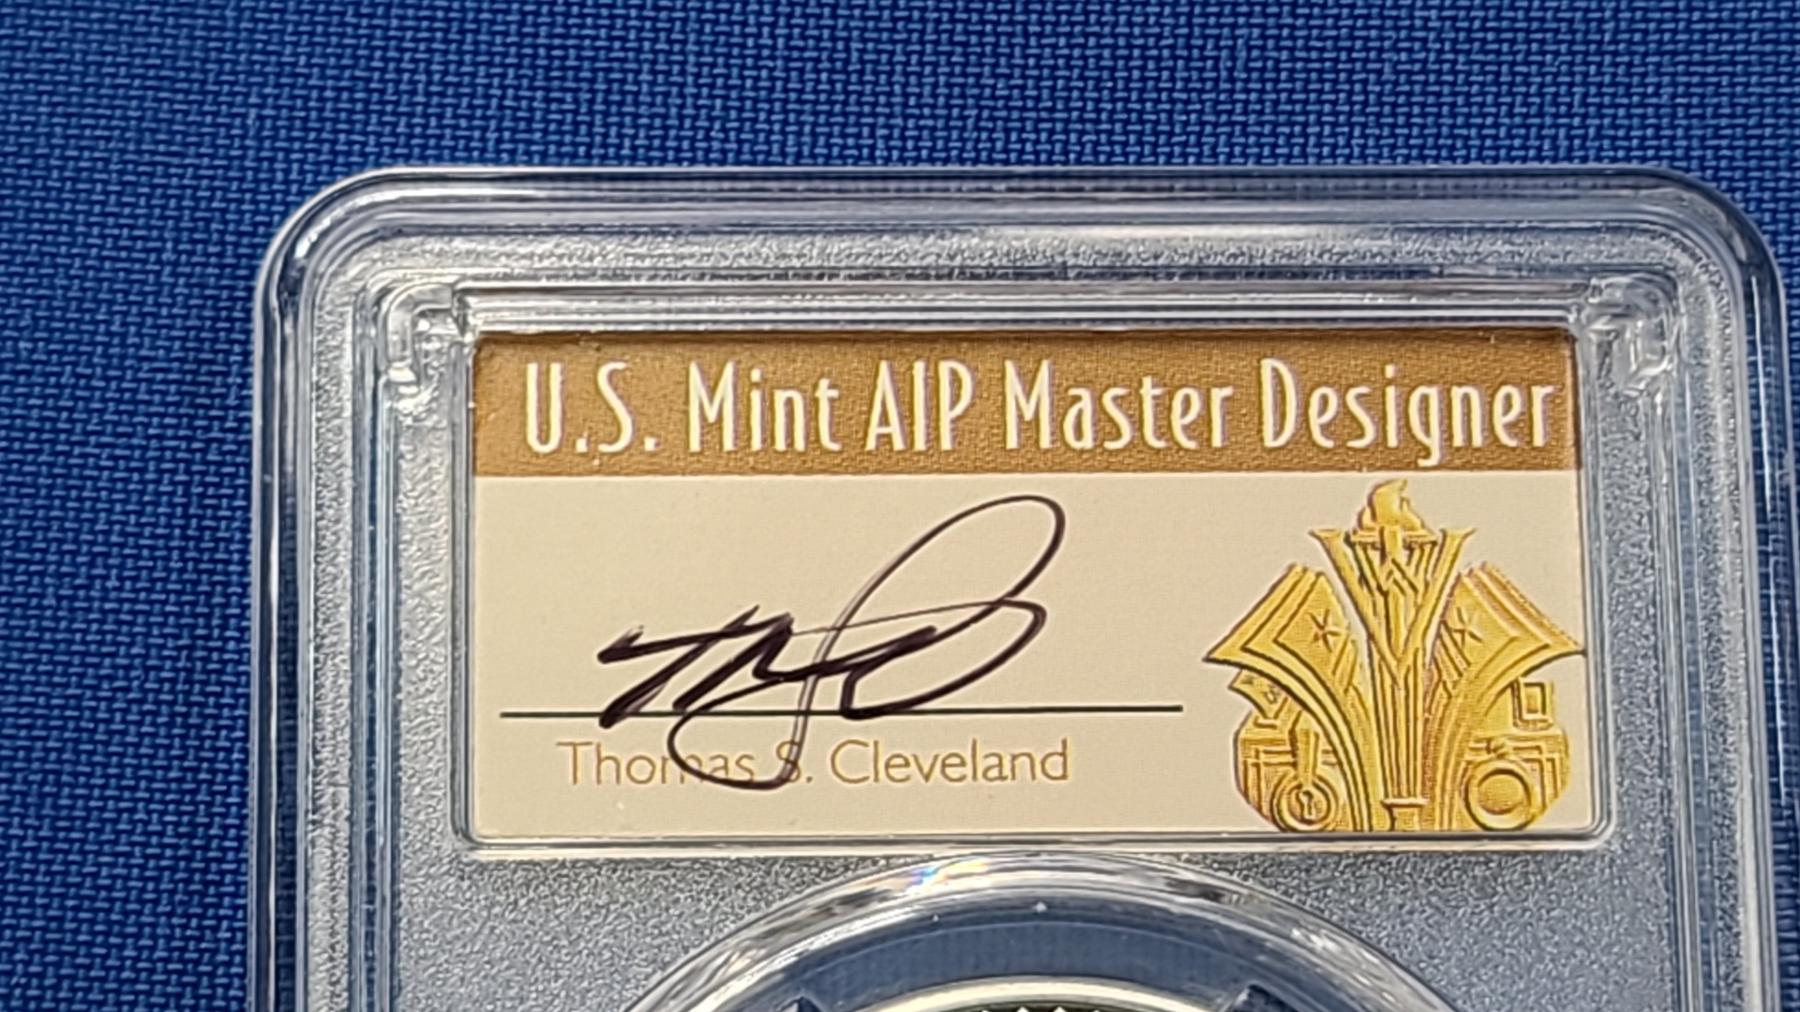 U.S. Mint AIP Master Designer
Thomas S. Cleveland